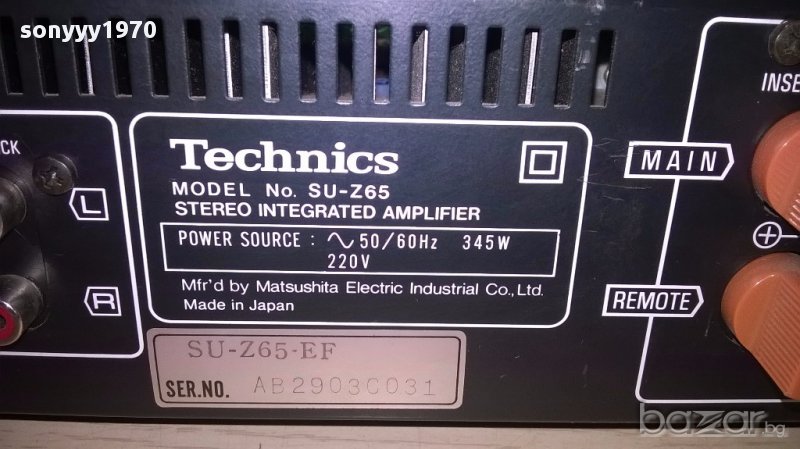 sonyyy1970
INSE
CK
L
R
Technics
MODEL No. SU-Z65
STEREO INTEGRATED AMPLIFIER
POWER SOURCE : ∿ 50/60Hz 345W
220V
Mfr'd by Matsushita Electric Industrial Co., Ltd.
Made in Japan
MAIN
REMOTE
SU-Z65-EF
SER.NO. AB2903C031
bazar.bg